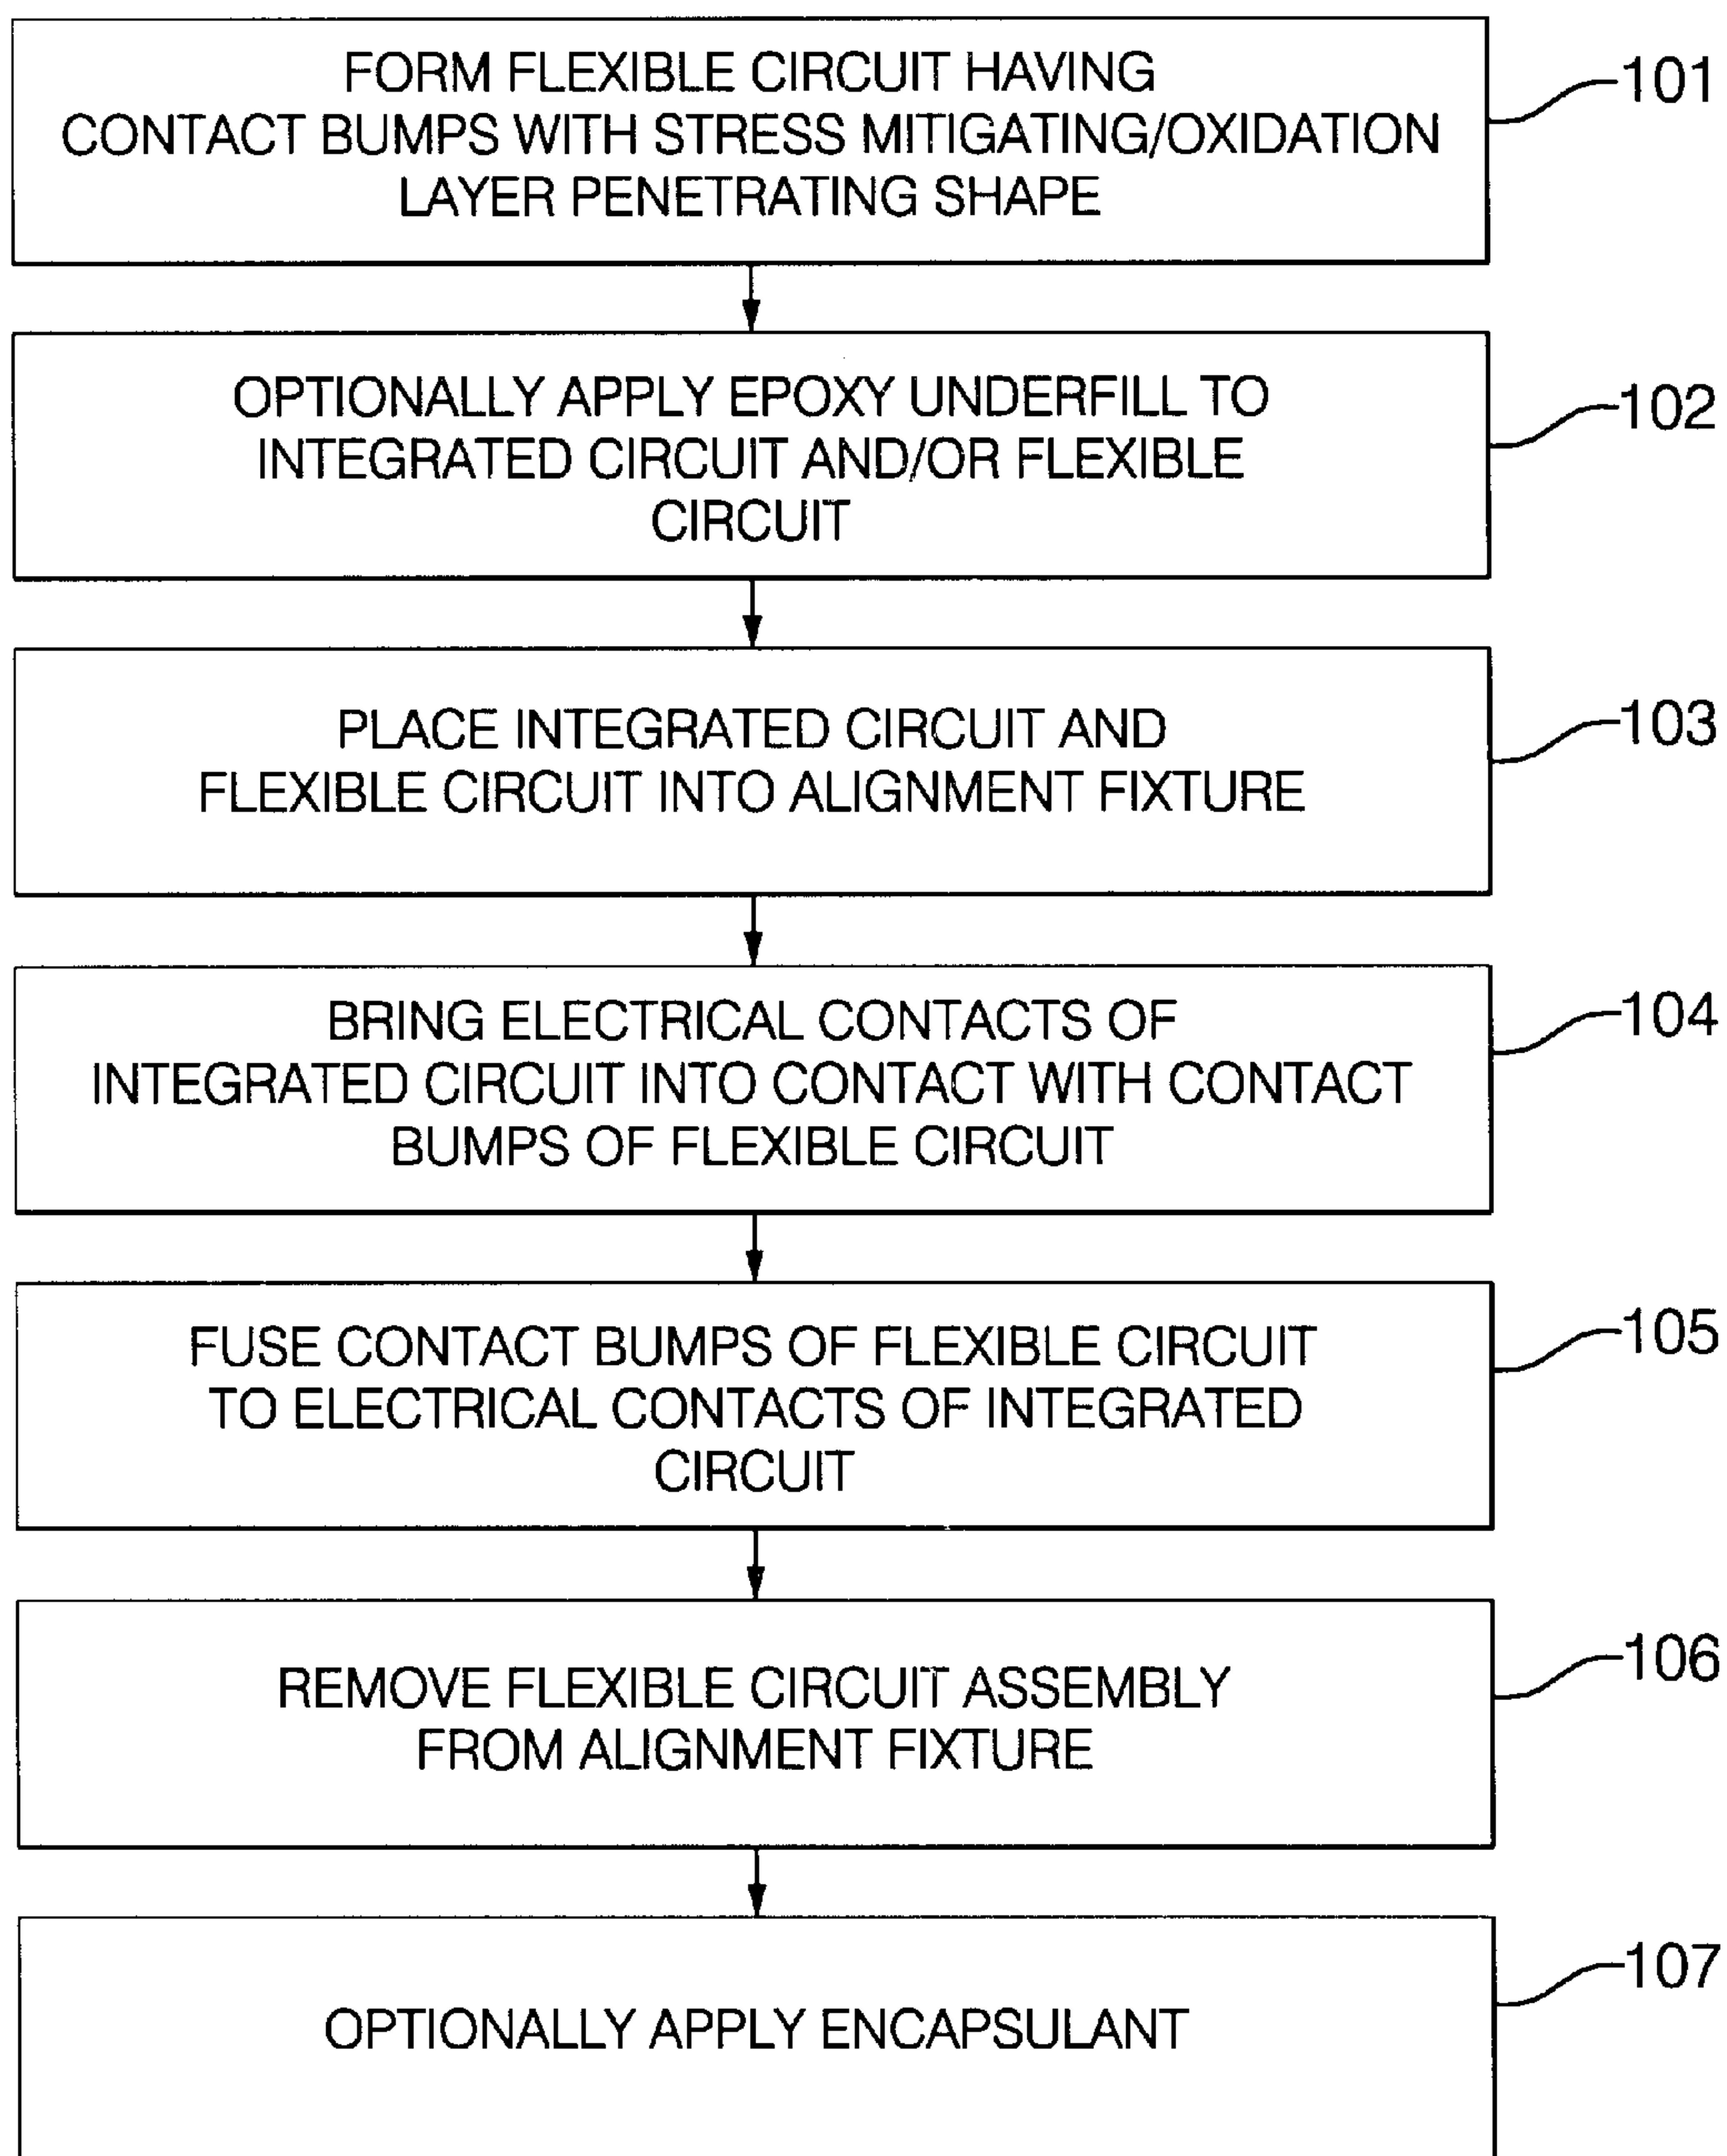 FORM FLEXIBLE CIRCUIT HAVING
CONTACT BUMPS WITH STRESS MITIGATING/OXIDATION
LAYER PENETRATING SHAPE
101
OPTIONALLY APPLY EPOXY UNDERFILL TO
INTEGRATED CIRCUIT AND/OR FLEXIBLE
CIRCUIT
102
PLACE INTEGRATED CIRCUIT AND
FLEXIBLE CIRCUIT INTO ALIGNMENT FIXTURE
103
BRING ELECTRICAL CONTACTS OF
INTEGRATED CIRCUIT INTO CONTACT WITH CONTACT
BUMPS OF FLEXIBLE CIRCUIT
104
FUSE CONTACT BUMPS OF FLEXIBLE CIRCUIT
TO ELECTRICAL CONTACTS OF INTEGRATED
CIRCUIT
105
REMOVE FLEXIBLE CIRCUIT ASSEMBLY
FROM ALIGNMENT FIXTURE
106
OPTIONALLY APPLY ENCAPSULANT
107